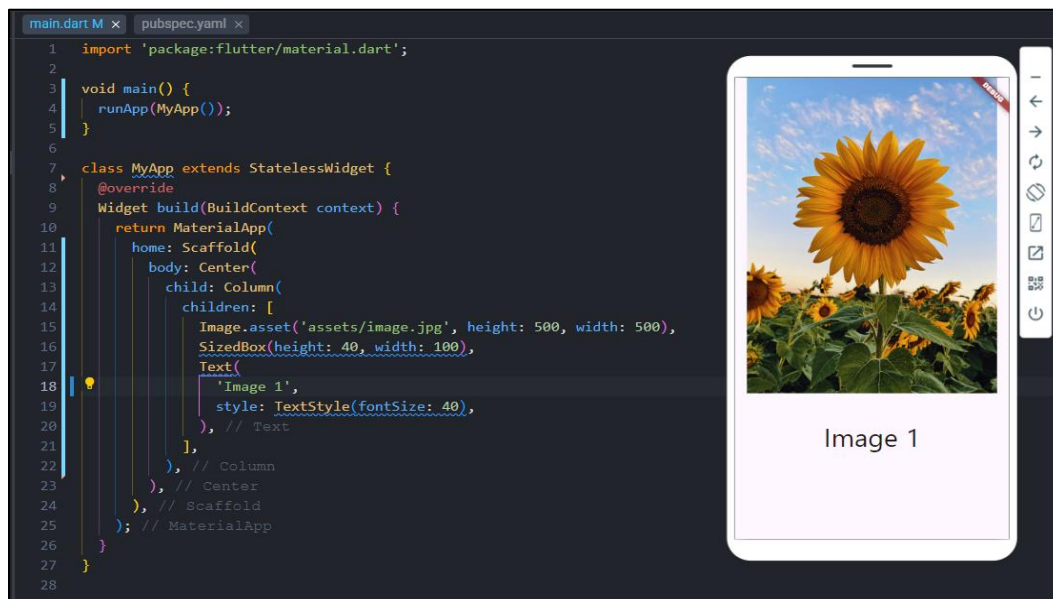 main.dart M × pubspec.yaml ×
1 import 'package:flutter/material.dart';
2
3 void main() {
4 runApp(MyApp());
5 }
6
7 class MyApp extends StatelessWidget {
8 @override
9 Widget build(BuildContext context) {
10 return MaterialApp(
11 home: Scaffold(
12 body: Center(
13 child: Column(
14 children: [
15 Image.asset('assets/image.jpg', height: 500, width: 500),
16 SizedBox(height: 40, width: 100),
17 Text(
18 'Image 1',
19 style: TextStyle(fontSize: 40),
20 ), // Text
21 ],
22 ), // Column
23 ), // Center
24 ), // Scaffold
25 ); // MaterialApp
26 }
27 }
28
DEBUG
Image 1